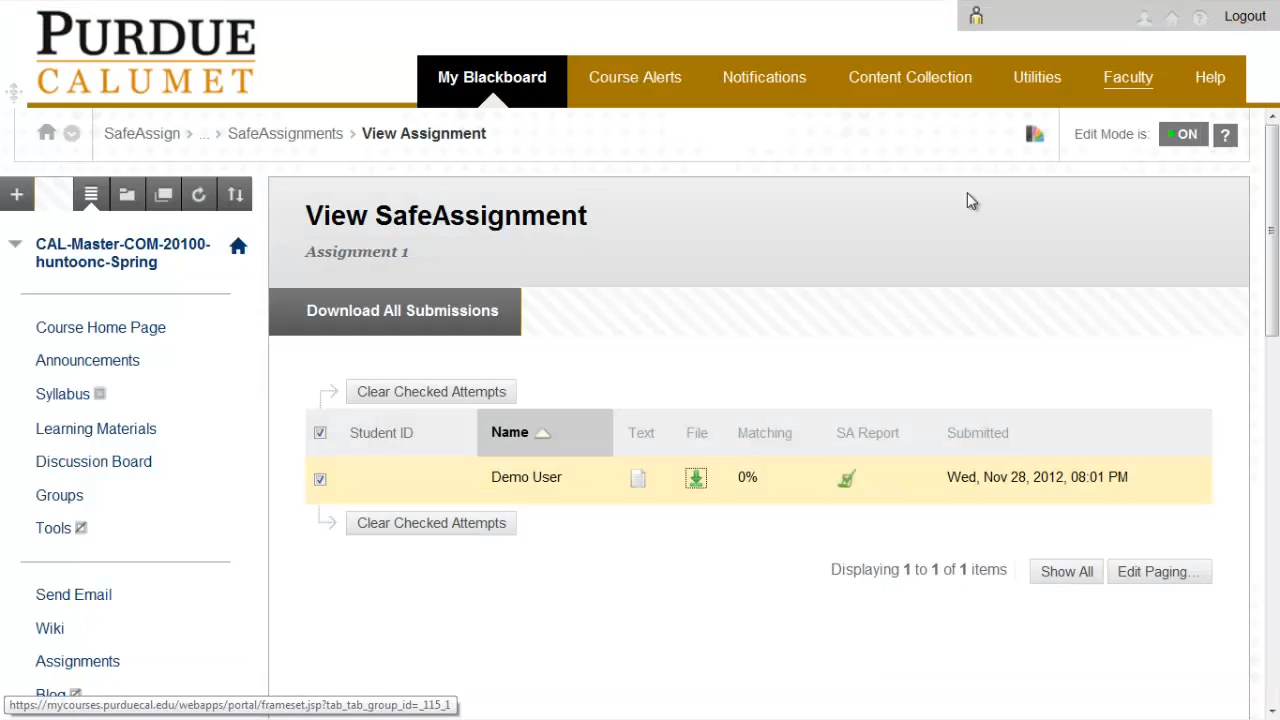 PURDUE
CALUMET
Logout
My Blackboard Course Alerts Notifications Content Collection Utilities Faculty Help
SafeAssign > ... > SafeAssignments > View Assignment
Edit Mode is: ON ?
View SafeAssignment
Assignment 1
CAL-Master-COM-20100-
huntoonc-Spring
Download All Submissions
Course Home Page
Announcements
Syllabus
Learning Materials
Discussion Board
Groups
Tools
Send Email
Wiki
Assignments
Blog
Clear Checked Attempts
Student ID Name Text File Matching SA Report Submitted
Demo User 0% Wed, Nov 28, 2012, 08:01 PM
Clear Checked Attempts
Displaying 1 to 1 of 1 items Show All Edit Paging...
https://mycourses.purduecal.edu/webapps/portal/frameset.jsp?tab_tab_group_id=_115_1